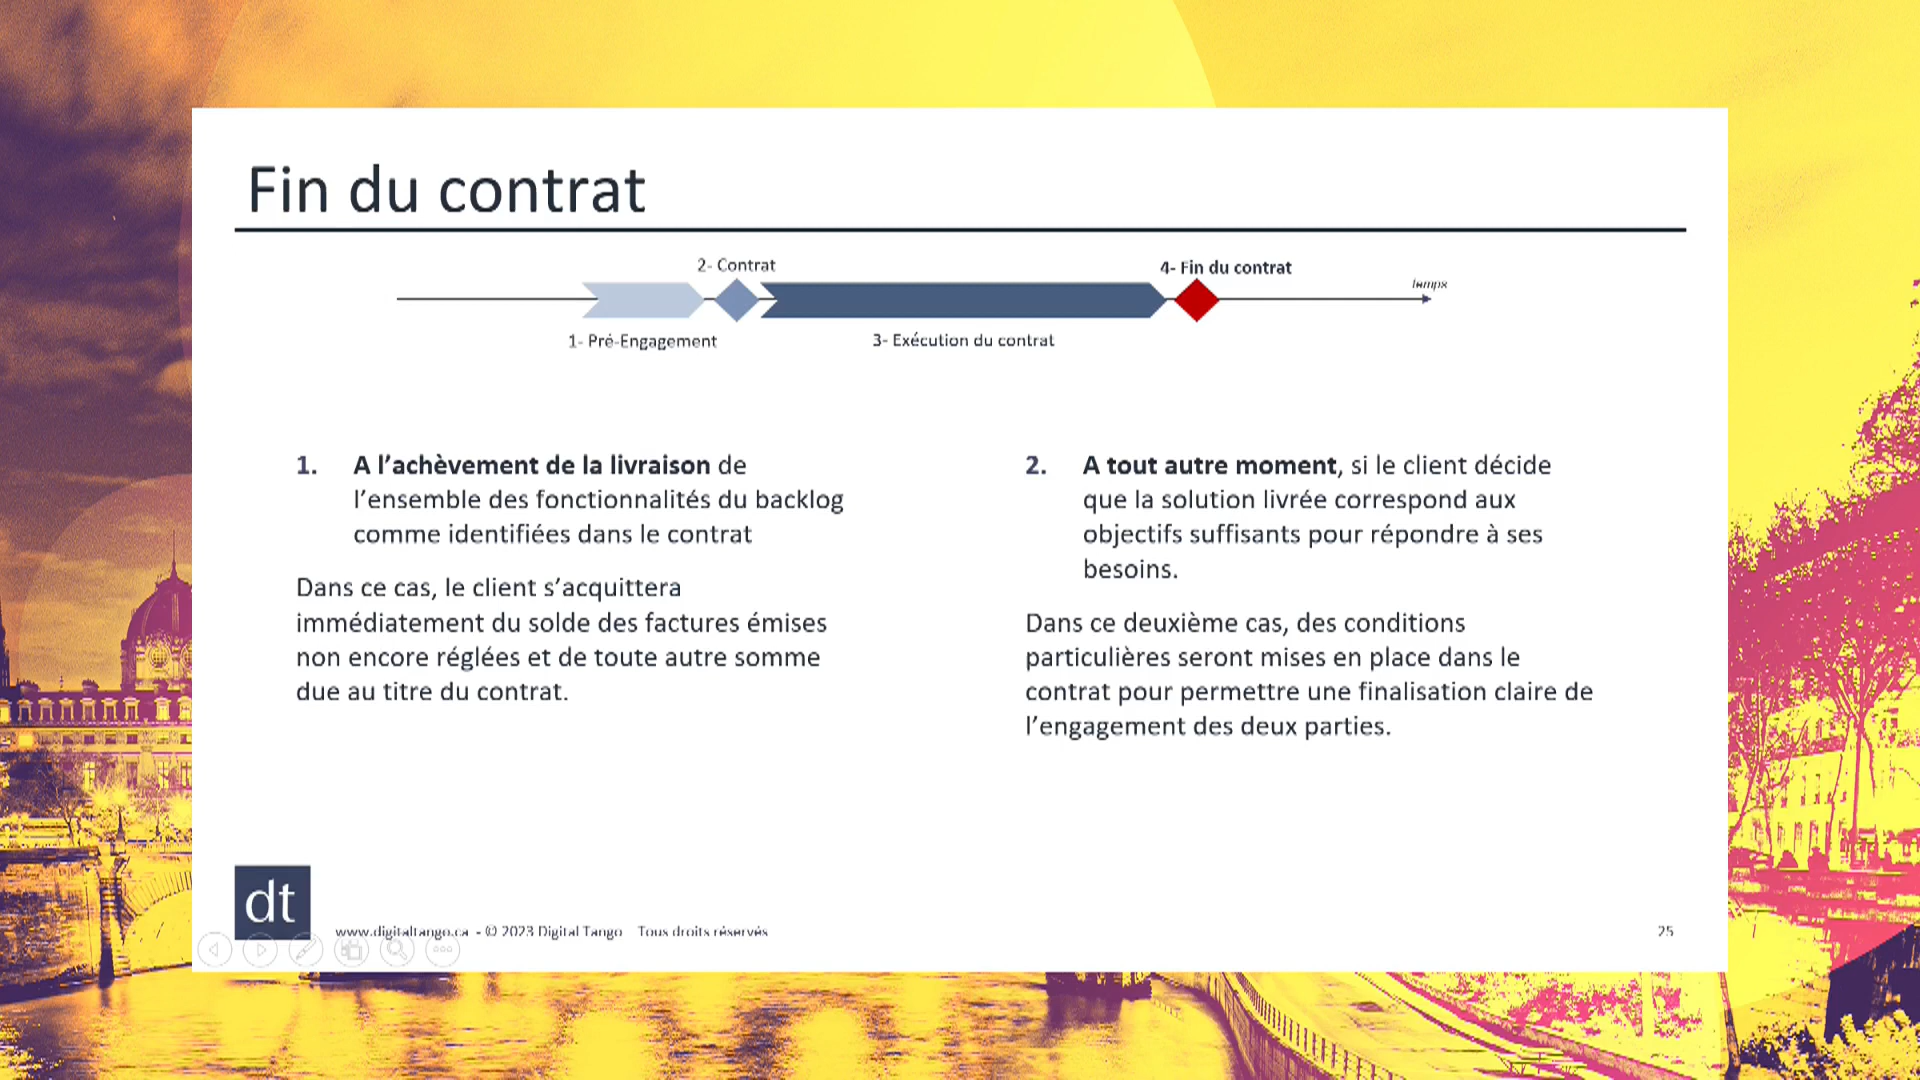 Fin du contrat
2- Contrat
4- Fin du contrat
temps
1- Pré-Engagement
3- Exécution du contrat
1. A l’achèvement de la livraison de
l’ensemble des fonctionnalités du backlog
comme identifiées dans le contrat
Dans ce cas, le client s’acquittera
immédiatement du solde des factures émises
non encore réglées et de toute autre somme
due au titre du contrat.
2. A tout autre moment, si le client décide
que la solution livrée correspond aux
objectifs suffisants pour répondre à ses
besoins.
Dans ce deuxième cas, des conditions
particulières seront mises en place dans le
contrat pour permettre une finalisation claire de
l’engagement des deux parties.
dt
www.digitaltango.ca - © 2023 Digital Tango Tous droits réservés
25